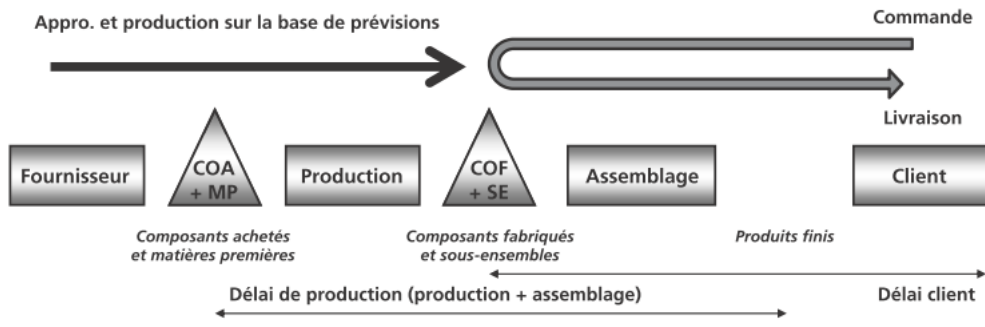 Appro. et production sur la base de prévisions
Commande
Livraison
Fournisseur
COA
+ MP
Production
COF
+ SE
Assemblage
Client
Composants achetés
et matières premières
Composants fabriqués
et sous-ensembles
Produits finis
Délai de production (production + assemblage)
Délai client